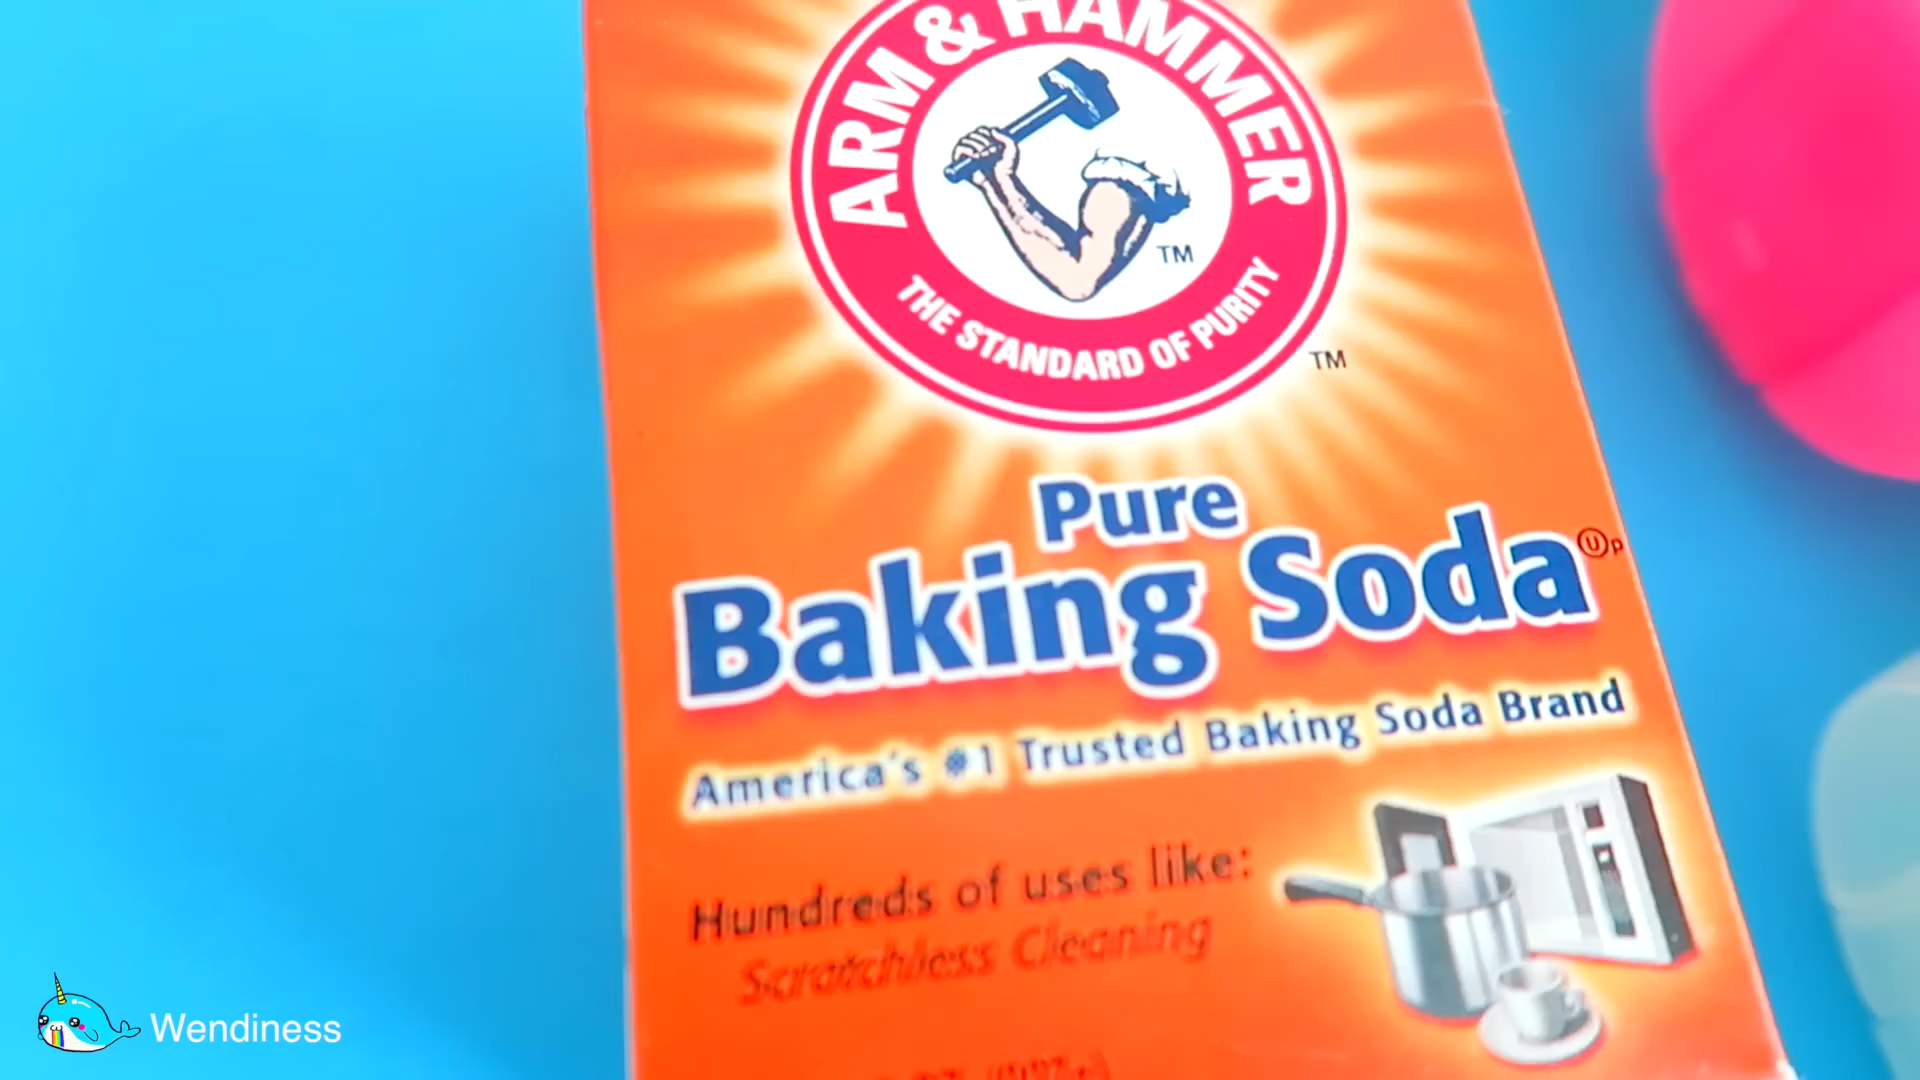 ARM & HAMMER
TM
THE STANDARD OF PURITY
TM
Pure
Baking Soda Ⓤp
America's #1 Trusted Baking Soda Brand
Hundreds of uses like:
Scratchless Cleaning
Wendiness